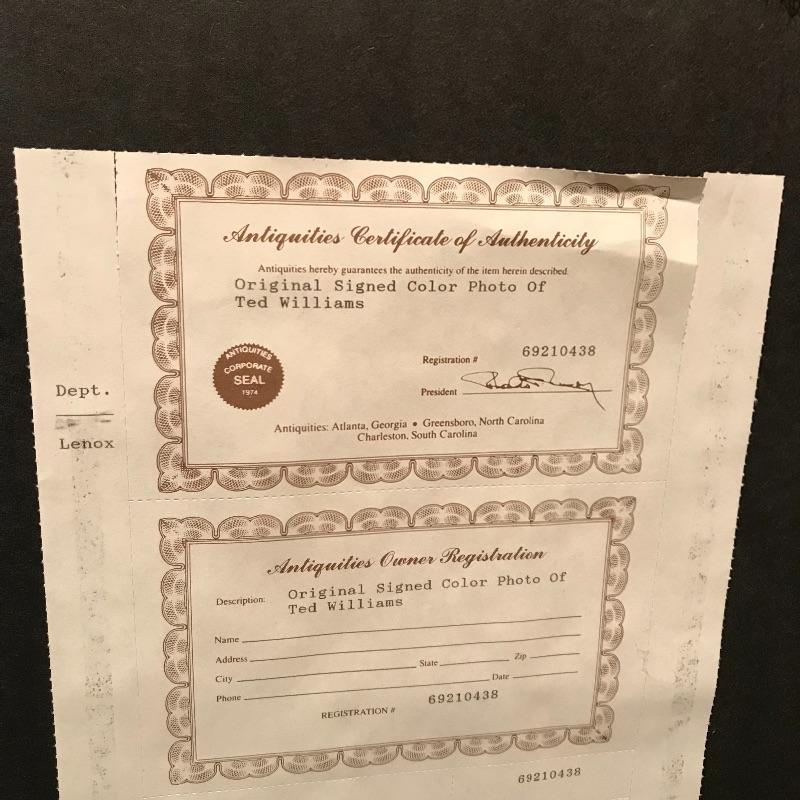 Antiquities Certificate of Authenticity
Antiquities hereby guarantees the authenticity of the item herein described.
Original Signed Color Photo Of
Ted Williams
Registration # 69210438
ANTIQUITIES
CORPORATE
SEAL
1974
President
Antiquities: Atlanta, Georgia • Greensboro, North Carolina
Charleston, South Carolina
Dept.
Lenox
Antiquities Owner Registration
Description: Original Signed Color Photo Of
Ted Williams
Name
Address
City State Zip
Phone Date
REGISTRATION # 69210438
69210438